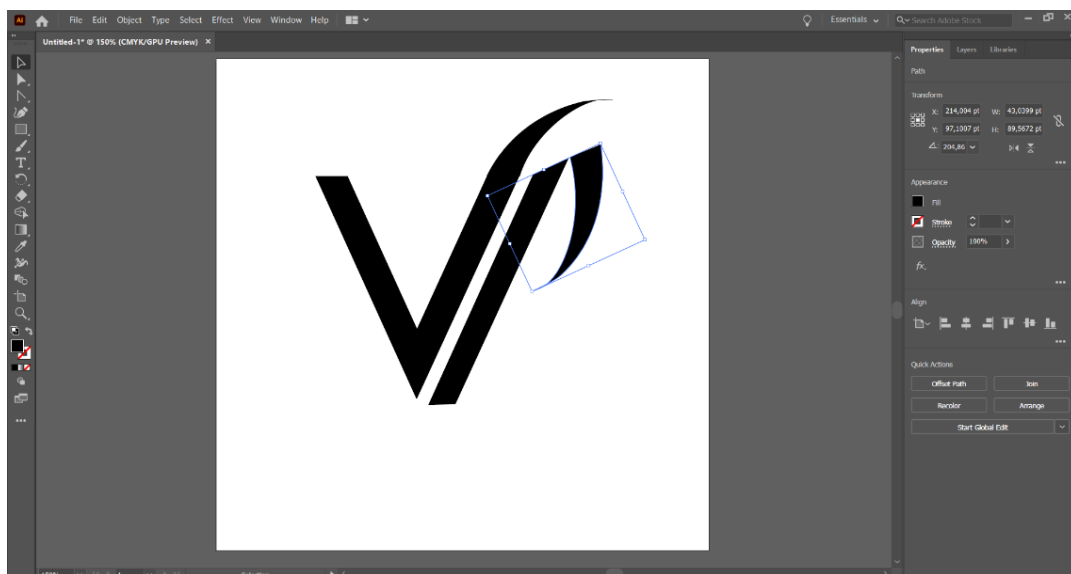 Ai File Edit Object Type Select Effect View Window Help Essentials Search Adobe Stock
Untitled-1* @ 150% (CMYK/GPU Preview) ×
Properties Layers Libraries
Path
Transform
X: 214,004 pt W: 43,0399 pt
Y: 97,1007 pt H: 89,5672 pt
204,86
Appearance
Fill
Stroke
Opacity 100%
fx.
Align
Quick Actions
Offset Path Join
Recolor Arrange
Start Global Edit